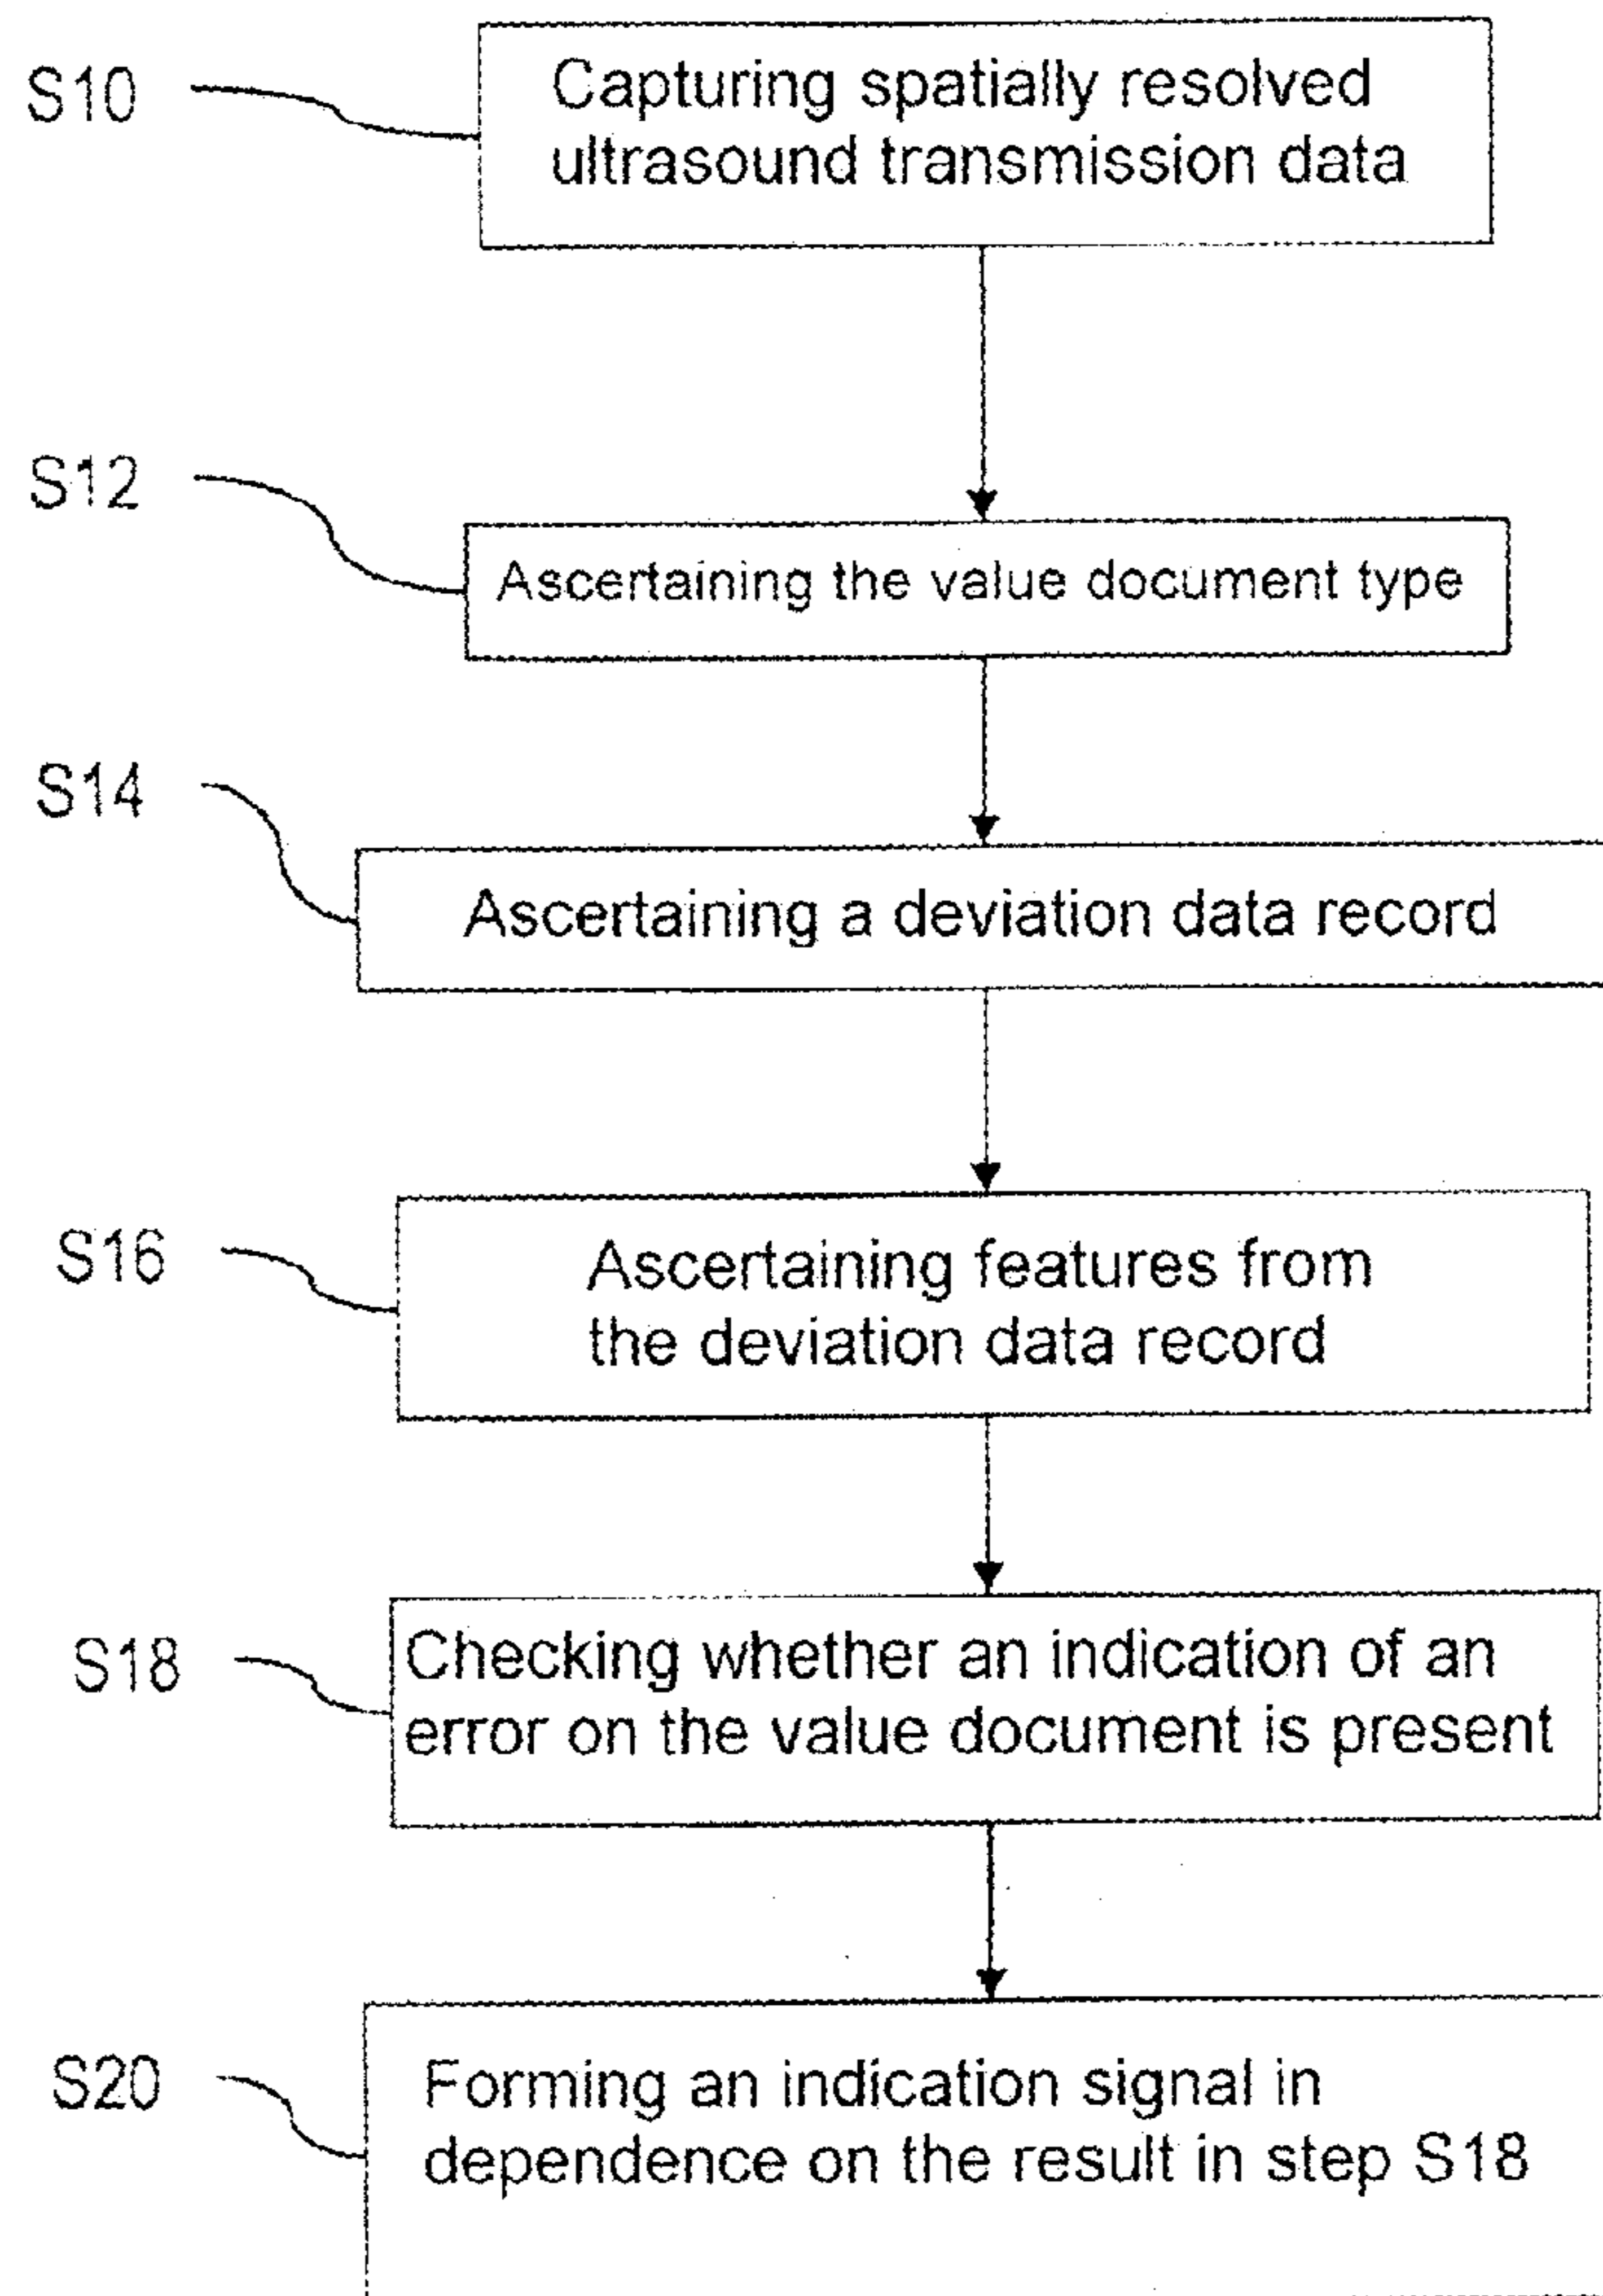 S10
Capturing spatially resolved
ultrasound transmission data
S12
Ascertaining the value document type
S14
Ascertaining a deviation data record
S16
Ascertaining features from
the deviation data record
S18
Checking whether an indication of an
error on the value document is present
S20
Forming an indication signal in
dependence on the result in step S18